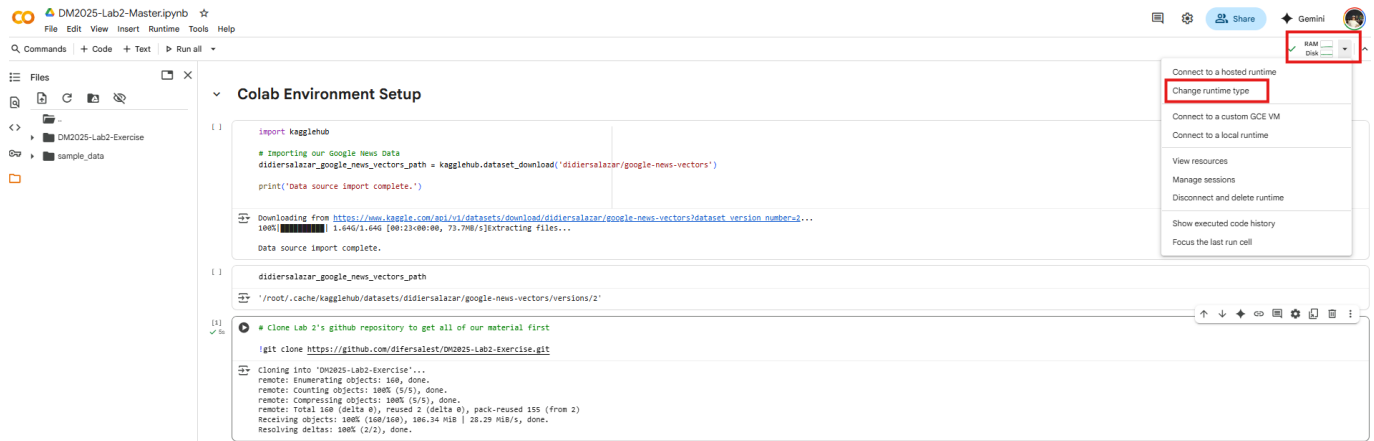 DM2025-Lab2-Master.ipynb
File Edit View Insert Runtime Tools Help
Share
Gemini
Commands + Code + Text Run all
RAM
Disk
Files
..
DM2025-Lab2-Exercise
sample_data
Connect to a hosted runtime
Change runtime type
Connect to a custom GCE VM
Connect to a local runtime
View resources
Manage sessions
Disconnect and delete runtime
Show executed code history
Focus the last run cell
Colab Environment Setup
[ ]
import kagglehub
# Importing our Google News Data
didiersalazar_google_news_vectors_path = kagglehub.dataset_download('didiersalazar/google-news-vectors')
print('Data source import complete.')
Downloading from https://www.kaggle.com/api/v1/datasets/download/didiersalazar/google-news-vectors?dataset_version_number=2...
100%|██████████| 1.64G/1.64G [00:23<00:00, 73.7MB/s]Extracting files...
Data source import complete.
[ ]
didiersalazar_google_news_vectors_path
'/root/.cache/kagglehub/datasets/didiersalazar/google-news-vectors/versions/2'
[1]
5s
# Clone Lab 2's github repository to get all of our material first
!git clone https://github.com/difersalest/DM2025-Lab2-Exercise.git
Cloning into 'DM2025-Lab2-Exercise'...
remote: Enumerating objects: 160, done.
remote: Counting objects: 100% (5/5), done.
remote: Compressing objects: 100% (5/5), done.
remote: Total 160 (delta 0), reused 2 (delta 0), pack-reused 155 (from 2)
Receiving objects: 100% (160/160), 106.34 MiB | 28.29 MiB/s, done.
Resolving deltas: 100% (2/2), done.